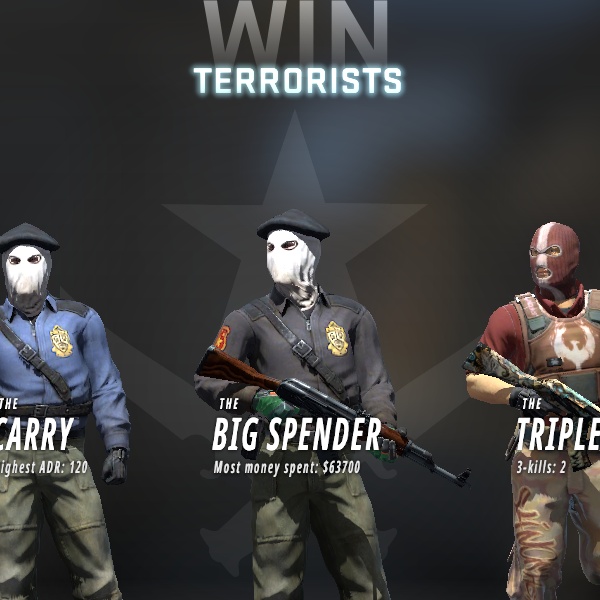 WIN
TERRORISTS
THE
CARRY
ighest ADR: 120
THE
BIG SPENDER
Most money spent: $63700
THE
TRIPLE
3-kills: 2